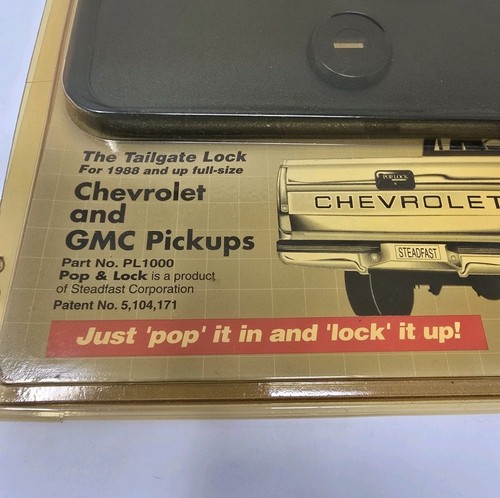 The Tailgate Lock
For 1988 and up full-size
Chevrolet
and
GMC Pickups
Part No. PL1000
Pop & Lock is a product
of Steadfast Corporation
Patent No. 5,104,171
POP&LOCK
CHEVROLET
STEADFAST
Just 'pop' it in and 'lock' it up!